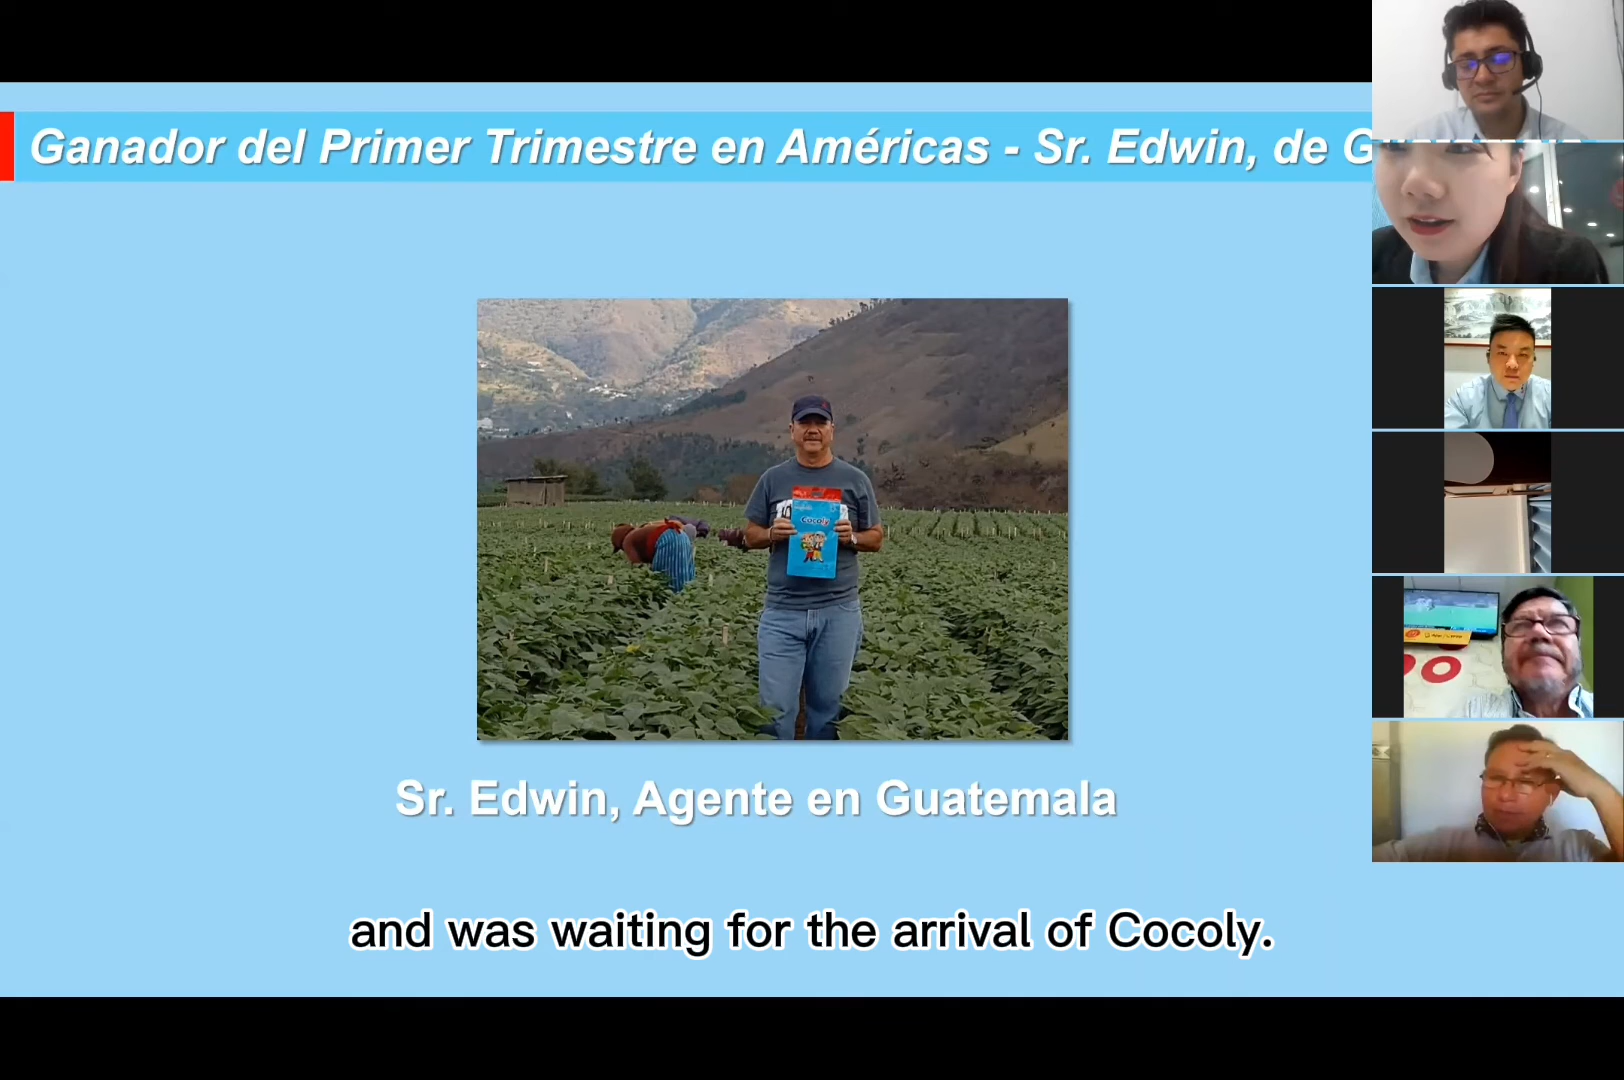 Ganador del Primer Trimestre en Américas - Sr. Edwin, de G
Cocoly
Sr. Edwin, Agente en Guatemala
and was waiting for the arrival of Cocoly.